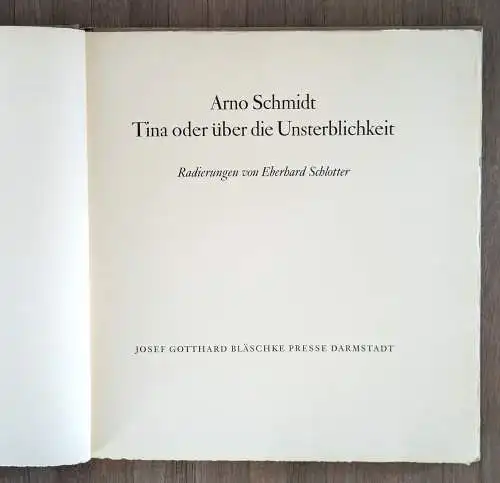 Arno Schmidt
Tina oder über die Unsterblichkeit
Radierungen von Eberhard Schlotter
JOSEF GOTTHARD BLÄSCHKE PRESSE DARMSTADT